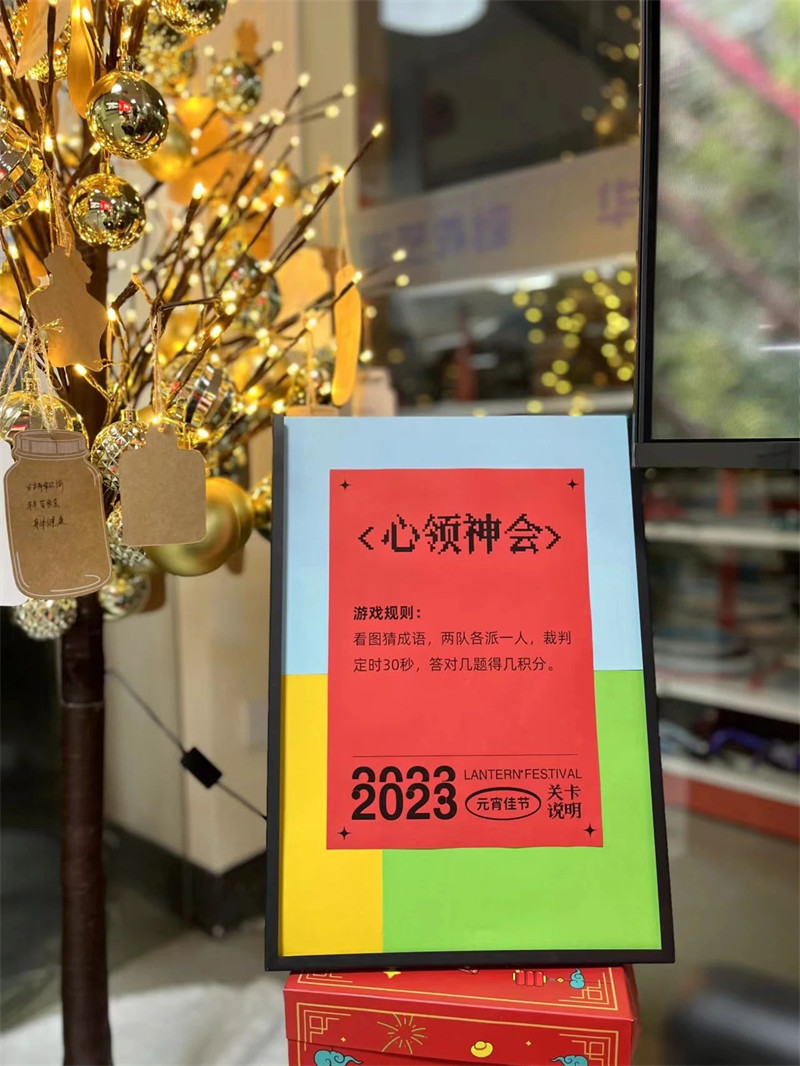 <心领神会>
游戏规则：
看图猜成语，两队各派一人，裁判
定时30秒，答对几题得几积分。
2023 LANTERN*FESTIVAL
元宵佳节
关卡
说明